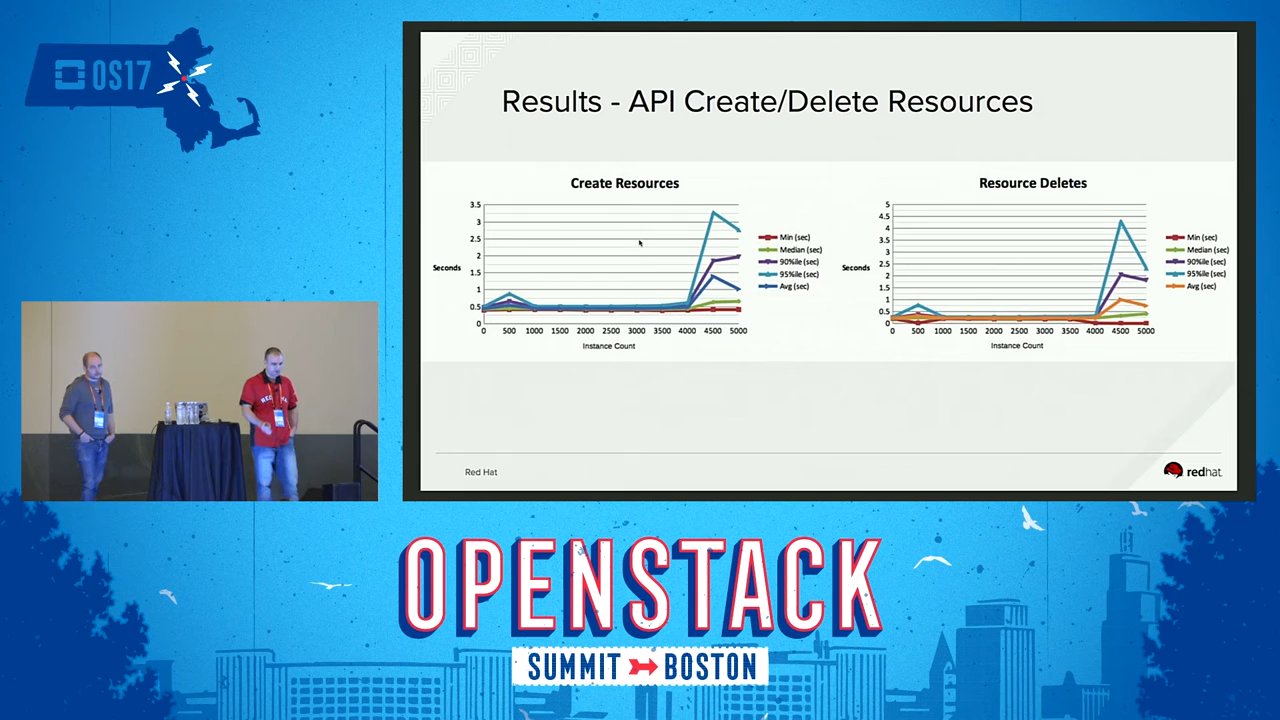 OS17
Results - API Create/Delete Resources
Create Resources
3.5
3
2.5
2
1.5
1
0.5
0
Seconds
0 500 1000 1500 2000 2500 3000 3500 4000 4500 5000
Instance Count
Min (sec)
Median (sec)
90%ile (sec)
95%ile (sec)
Avg (sec)
Resource Deletes
5
4.5
4
3.5
3
2.5
2
1.5
1
0.5
0
Seconds
0 500 1000 1500 2000 2500 3000 3500 4000 4500 5000
Instance Count
Min (sec)
Median (sec)
90%ile (sec)
95%ile (sec)
Avg (sec)
Red Hat
redhat
OPENSTACK
SUMMIT BOSTON